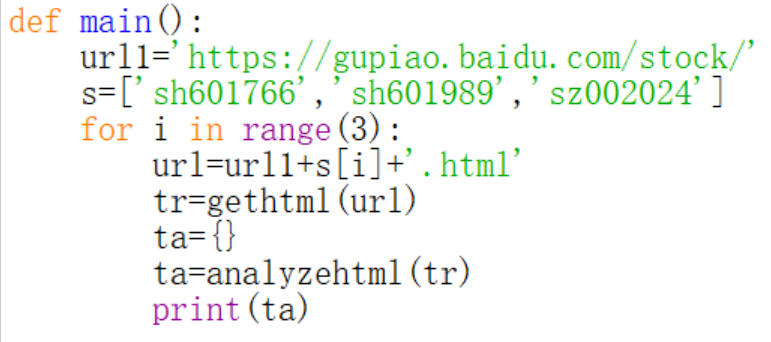 def main():
    url1='https://gupiao.baidu.com/stock/'
    s=['sh601766','sh601989','sz002024']
    for i in range(3):
        url=url1+s[i]+'.html'
        tr=gethtml(url)
        ta={}
        ta=analyzehtml(tr)
        print(ta)